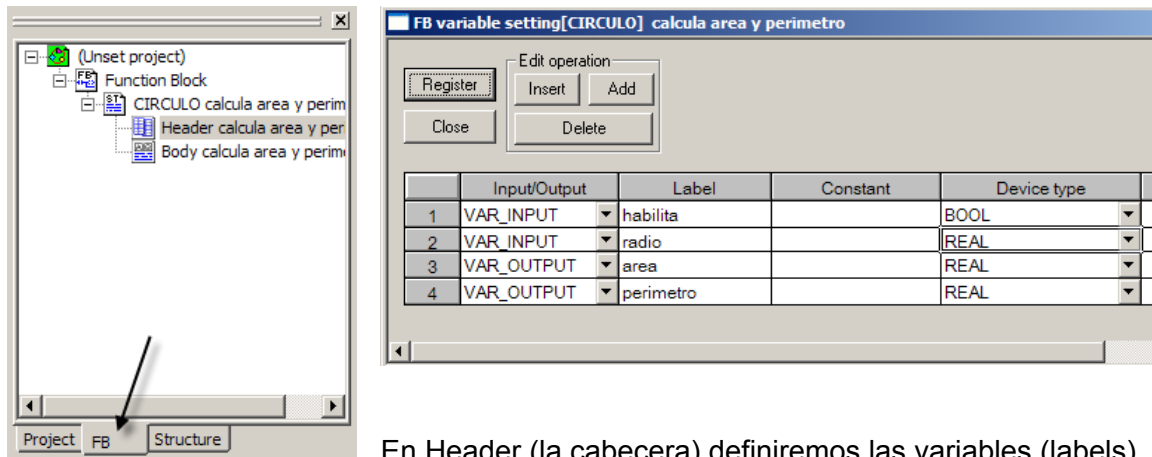 (Unset project)
Function Block
CIRCULO calcula area y perim
Header calcula area y per
Body calcula area y perim
Project FB Structure
FB variable setting[CIRCULO] calcula area y perimetro
Edit operation
Register Insert Add
Close Delete
Input/Output Label Constant Device type
1 VAR_INPUT habilita BOOL
2 VAR_INPUT radio REAL
3 VAR_OUTPUT area REAL
4 VAR_OUTPUT perimetro REAL
En Header (la cabecera) definiremos las variables (labels)